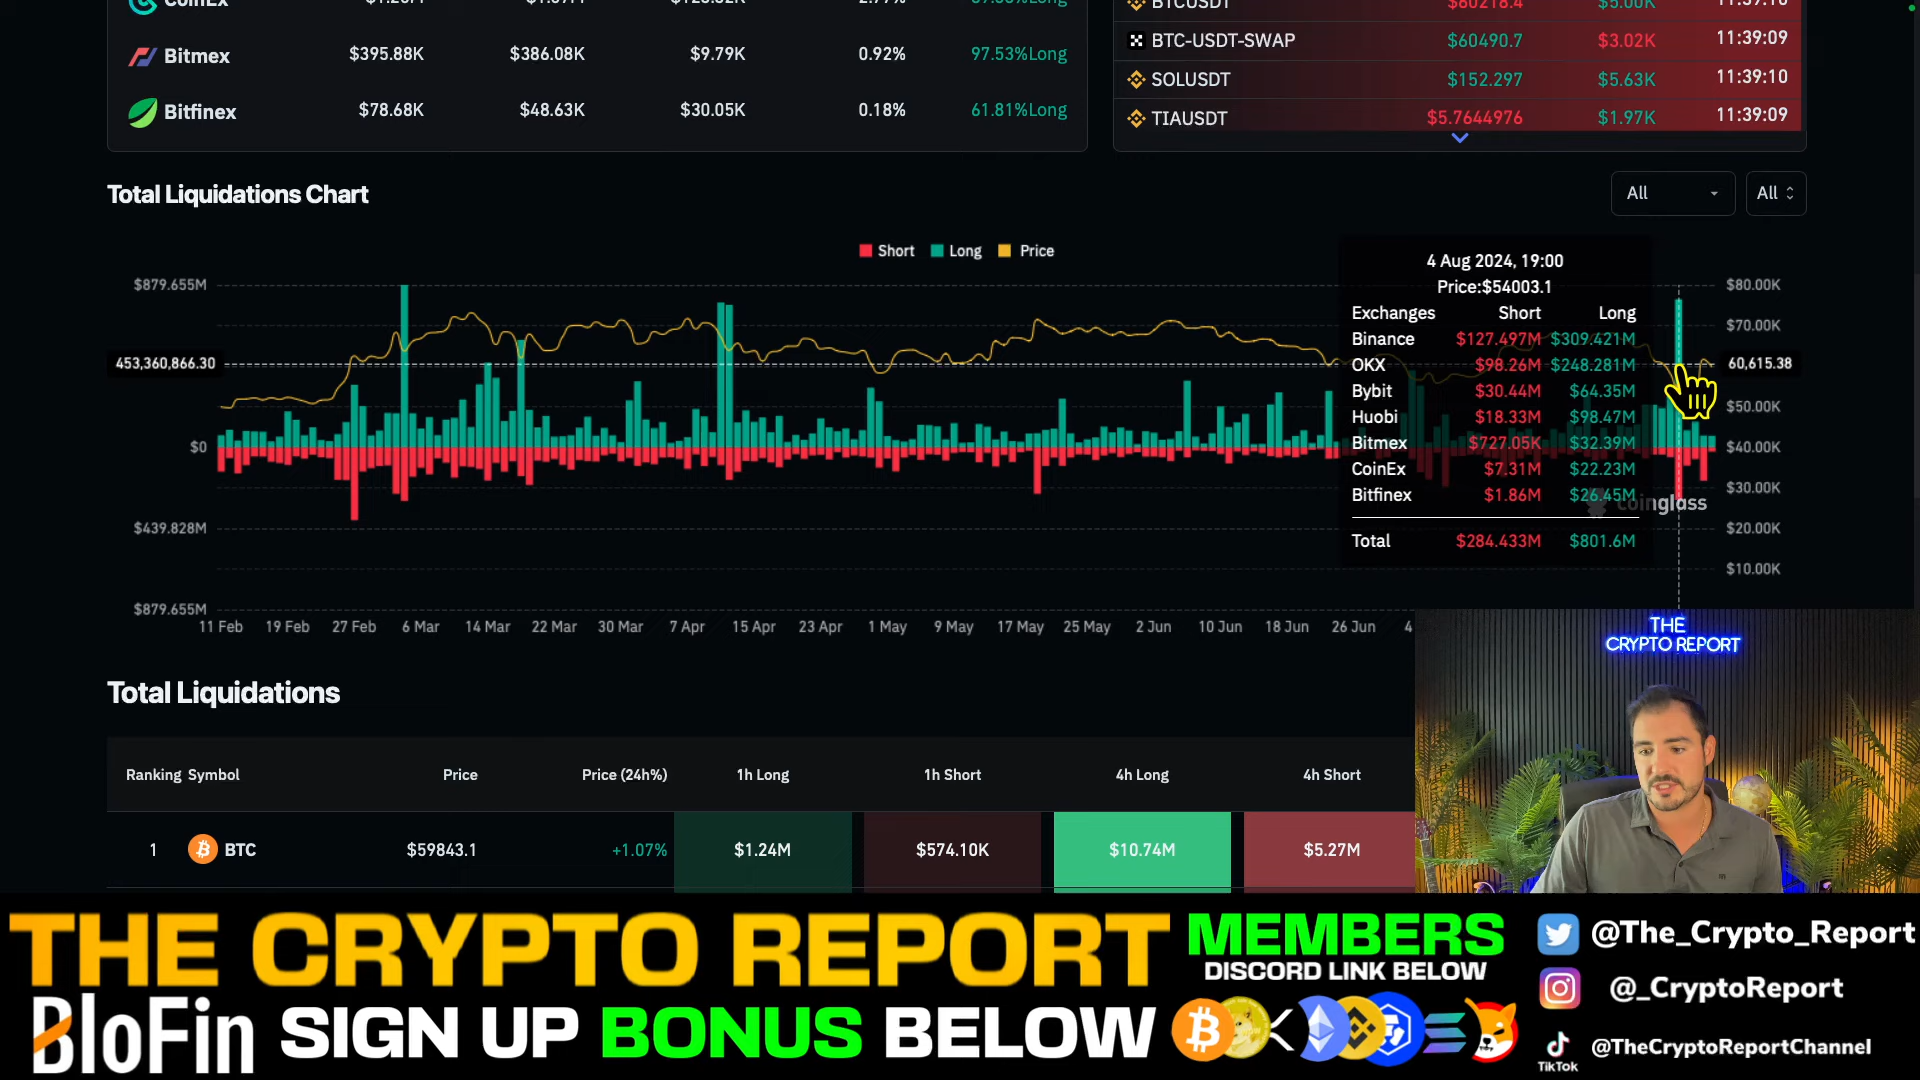 Bitmex $395.88K $386.08K $9.79K 0.92% 97.53%Long
Bitfinex $78.68K $48.63K $30.05K 0.18% 61.81%Long
BTCUSDT $60218.4 $5.00K 11:39:10
BTC-USDT-SWAP $60490.7 $3.02K 11:39:09
SOLUSDT $152.297 $5.63K 11:39:10
TIAUSDT $5.7644976 $1.97K 11:39:09
Total Liquidations Chart
All
All
Short Long Price
$879.655M
453,360,866.30
$0
$439.828M
$879.655M
$80.00K
$70.00K
60,615.38
$50.00K
$40.00K
$30.00K
$20.00K
$10.00K
4 Aug 2024, 19:00
Price:$54003.1
Exchanges Short Long
Binance $127.497M $309.421M
OKX $98.26M $248.281M
Bybit $30.44M $64.35M
Huobi $18.33M $98.47M
Bitmex $727.05K $32.39M
CoinEx $7.31M $22.23M
Bitfinex $1.86M $26.45M
Total $284.433M $801.6M
coinglass
11 Feb 19 Feb 27 Feb 6 Mar 14 Mar 22 Mar 30 Mar 7 Apr 15 Apr 23 Apr 1 May 9 May 17 May 25 May 2 Jun 10 Jun 18 Jun 26 Jun 4
Total Liquidations
Ranking Symbol Price Price (24h%) 1h Long 1h Short 4h Long 4h Short
1 BTC $59843.1 +1.07% $1.24M $574.10K $10.74M $5.27M
THE
CRYPTO REPORT
THE CRYPTO REPORT
BloFin SIGN UP BONUS BELOW
MEMBERS
DISCORD LINK BELOW
@The_Crypto_Report
@_CryptoReport
TikTok
@TheCryptoReportChannel